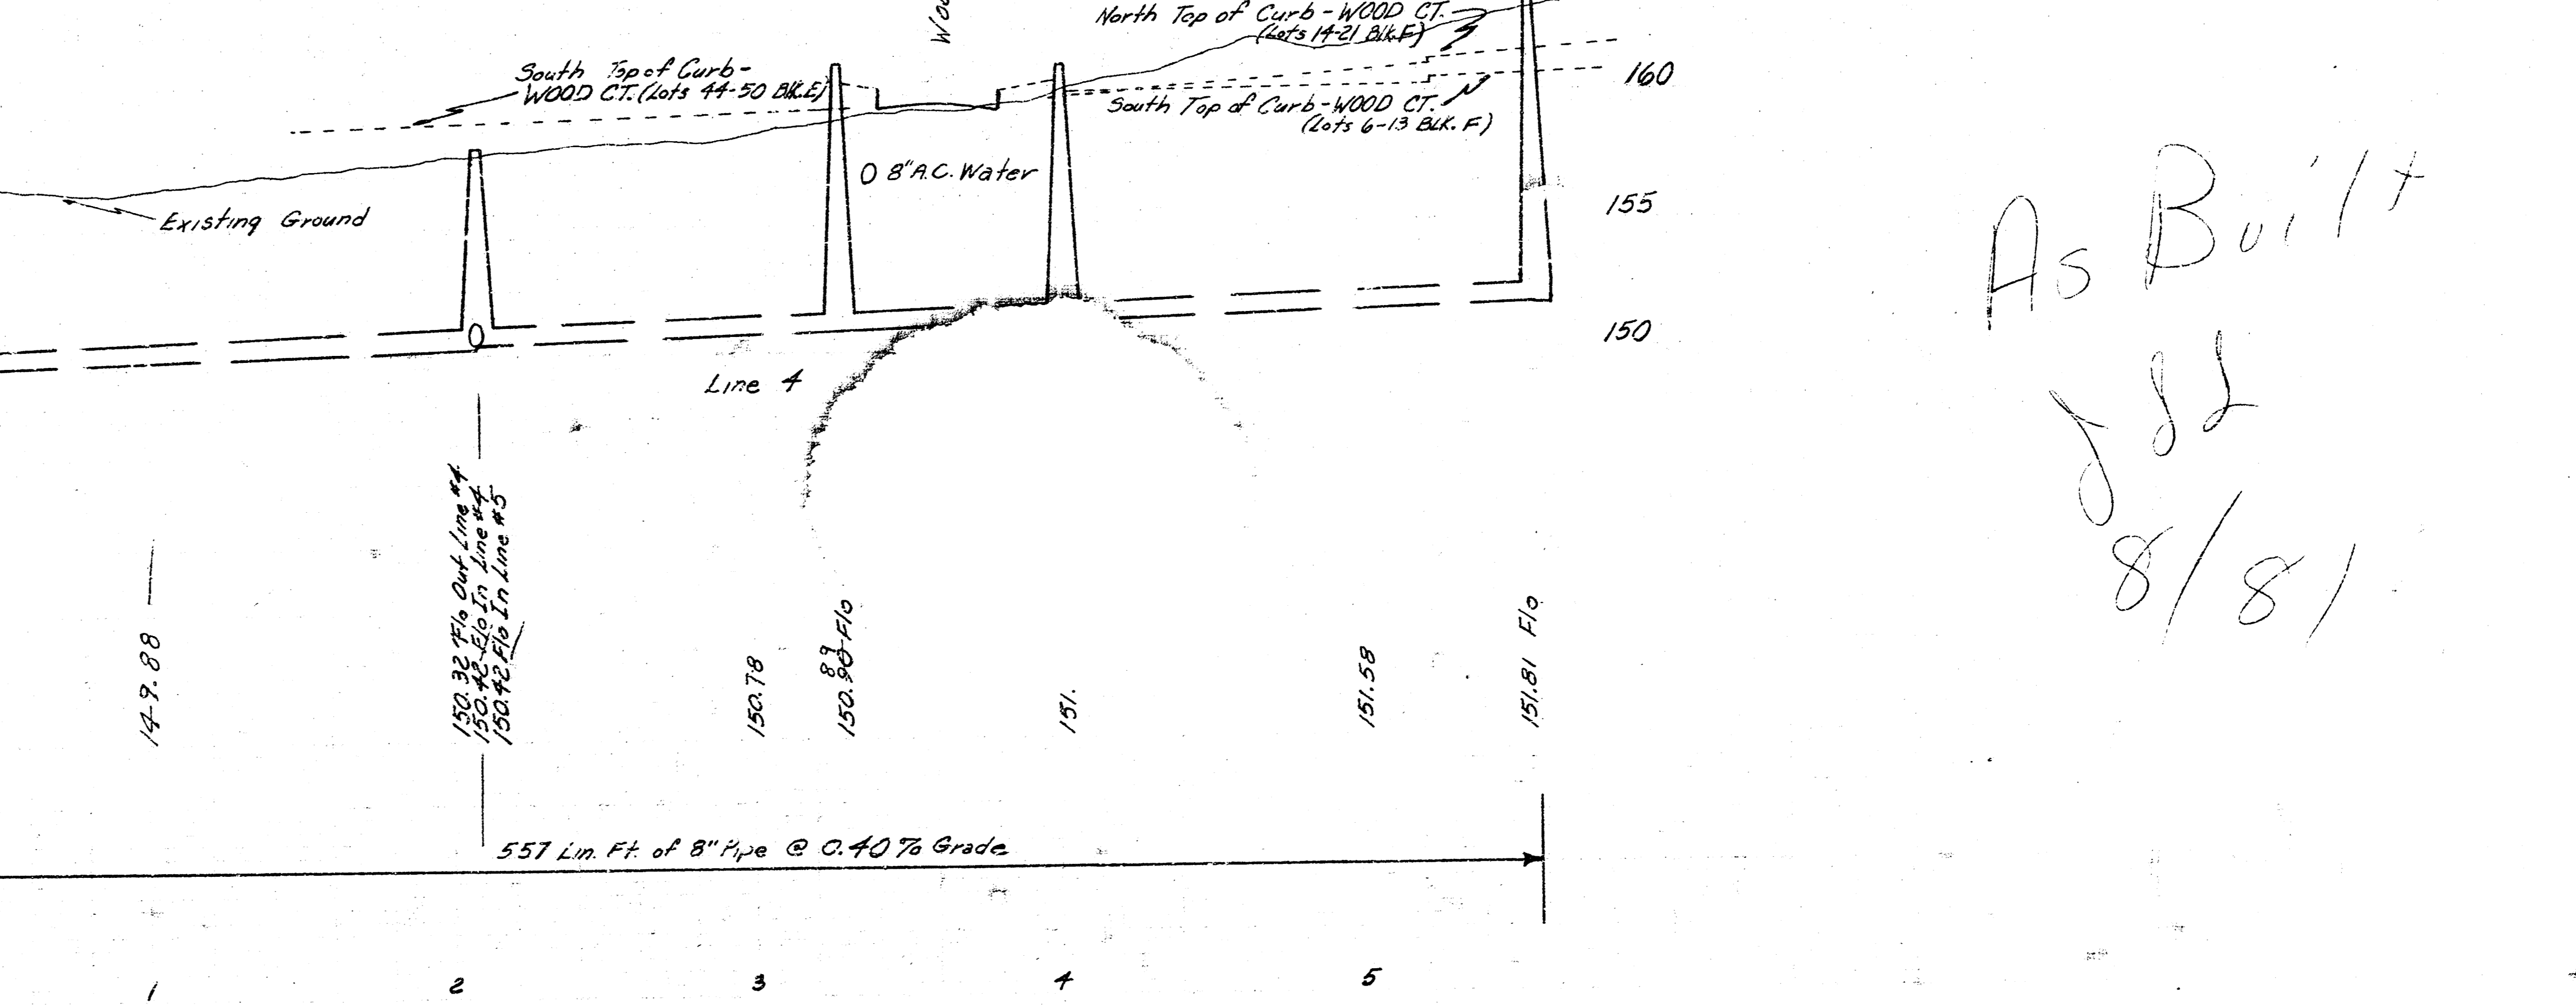 Woo
North Top of Curb - WOOD CT.
(Lots 14-21 Blk. F)
South Top of Curb -
WOOD CT. (Lots 44-50 Blk. E)
160
South Top of Curb - WOOD CT.
(Lots 6-13 BLK. F)
8" A.C. Water
155
Existing Ground
150
Line 4
As Built
8/81
149.88
150.32 Flo Out Line #4
150.42 Flo In Line #4
150.42 Flo In Line #5
150.78
89
150.90 Flo
151.
151.58
151.81 Flo
557 Lin. Ft. of 8" Pipe @ 0.40% Grade
1 2 3 4 5